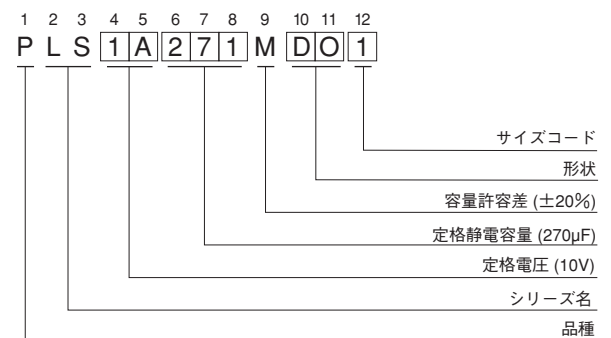 1 2 3 4 5 6 7 8 9 10 11 12
P L S 1 A 2 7 1 M D O 1
サイズコード
形状
容量許容差 (±20%)
定格静電容量 (270µF)
定格電圧 (10V)
シリーズ名
品種